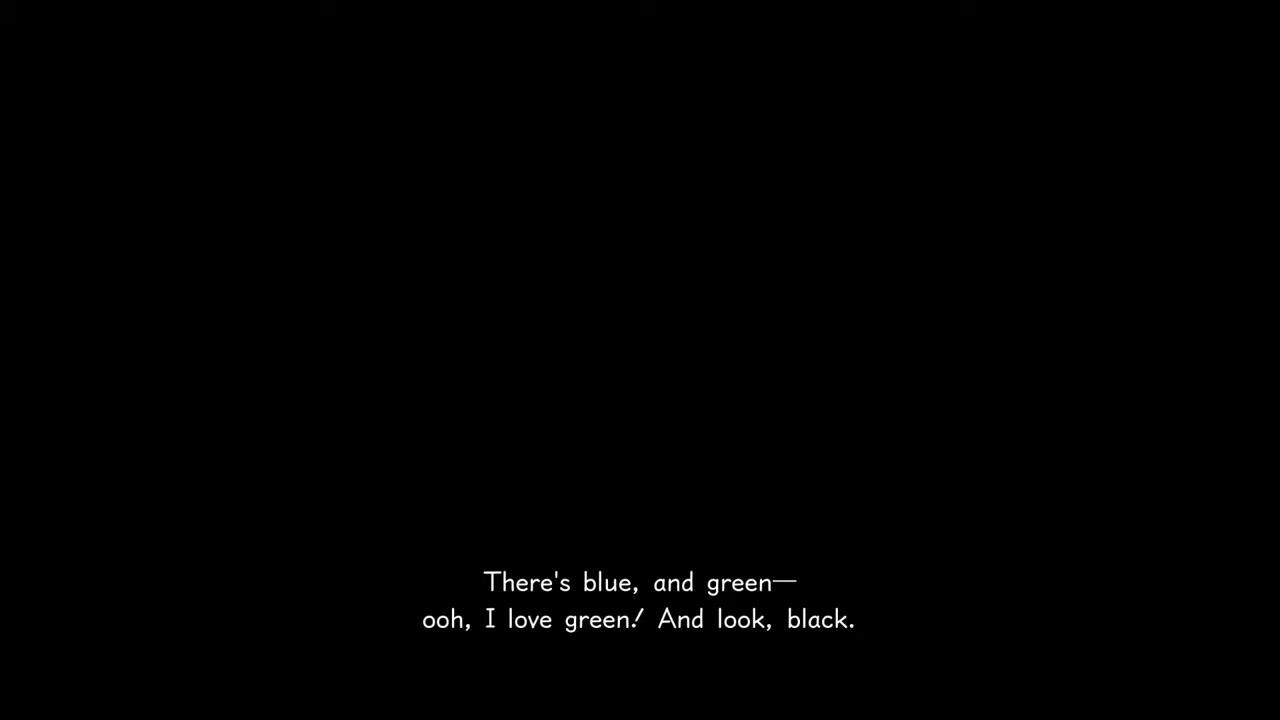 There's blue, and green—
ooh, I love green! And look, black.